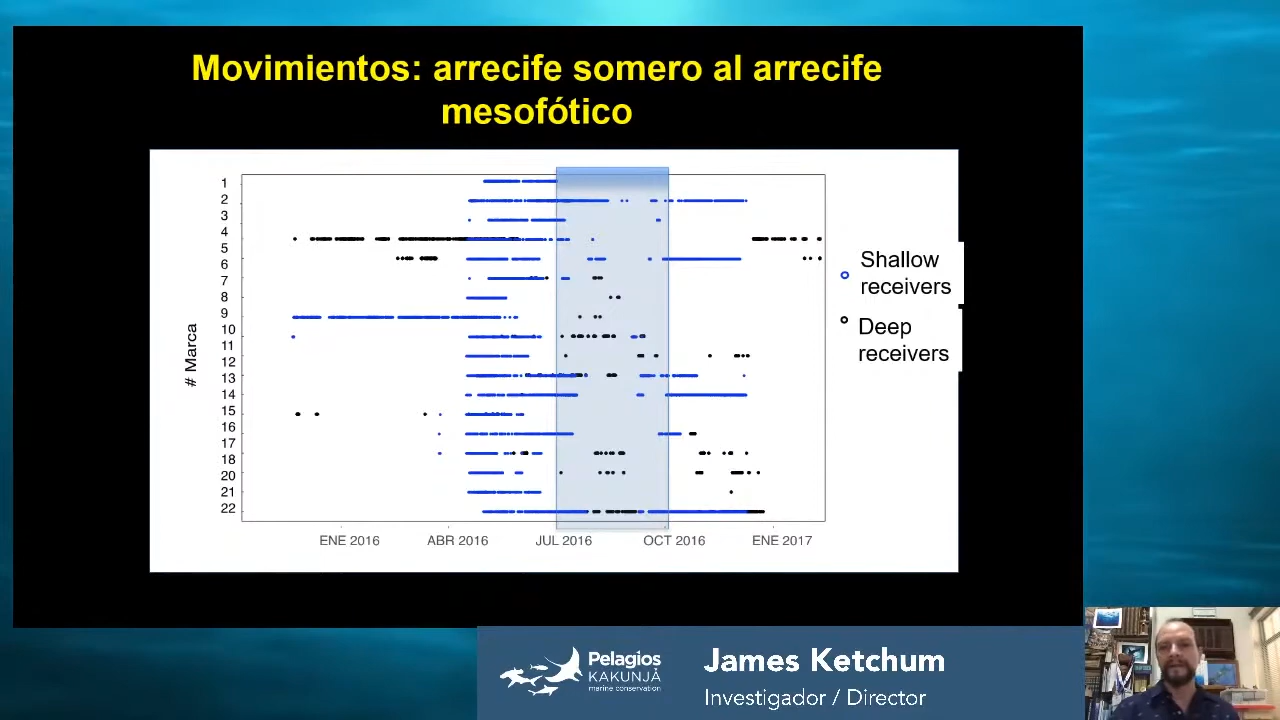 Movimientos: arrecife somero al arrecife
mesofótico
# Marca
1
2
3
4
5
6
7
8
9
10
11
12
13
14
15
16
17
18
20
21
22
ENE 2016 ABR 2016 JUL 2016 OCT 2016 ENE 2017
Shallow
receivers
Deep
receivers
Pelagios
KAKUNJÁ
marine conservation
James Ketchum
Investigador / Director